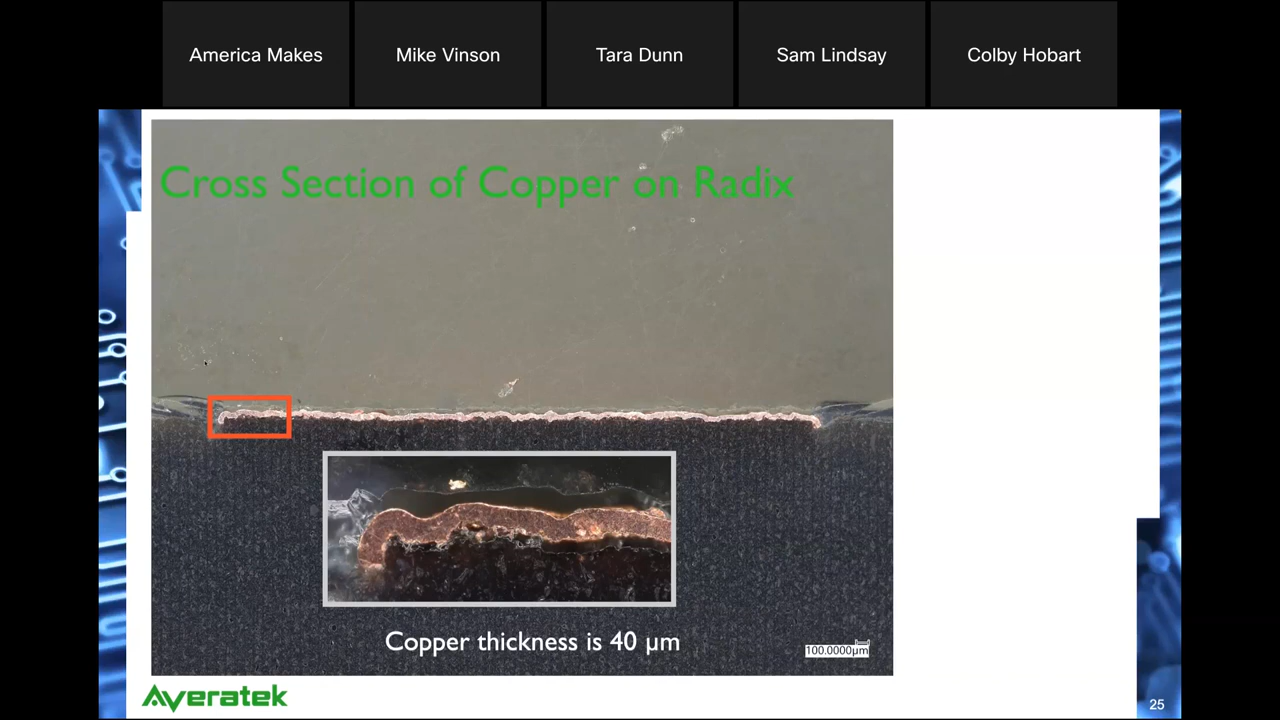 America Makes
Mike Vinson
Tara Dunn
Sam Lindsay
Colby Hobart
Cross Section of Copper on Radix
Copper thickness is 40 µm
100.0000µm
Averatek
25